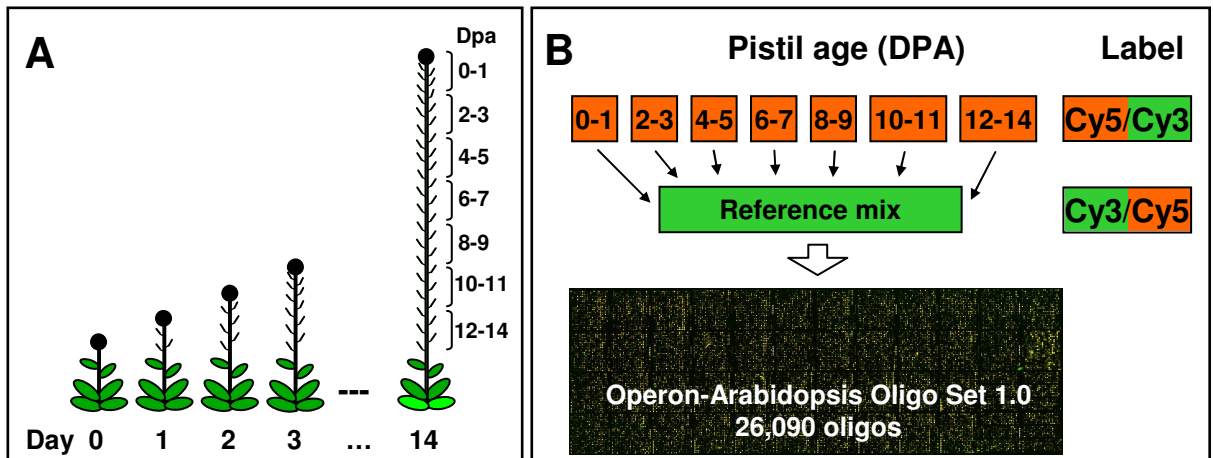 A
Dpa
0-1
2-3
4-5
6-7
8-9
10-11
12-14
---
Day 0 1 2 3 ... 14
B
Pistil age (DPA) Label
0-1 2-3 4-5 6-7 8-9 10-11 12-14 Cy5/Cy3
Reference mix Cy3/Cy5
Operon-Arabidopsis Oligo Set 1.0
26,090 oligos